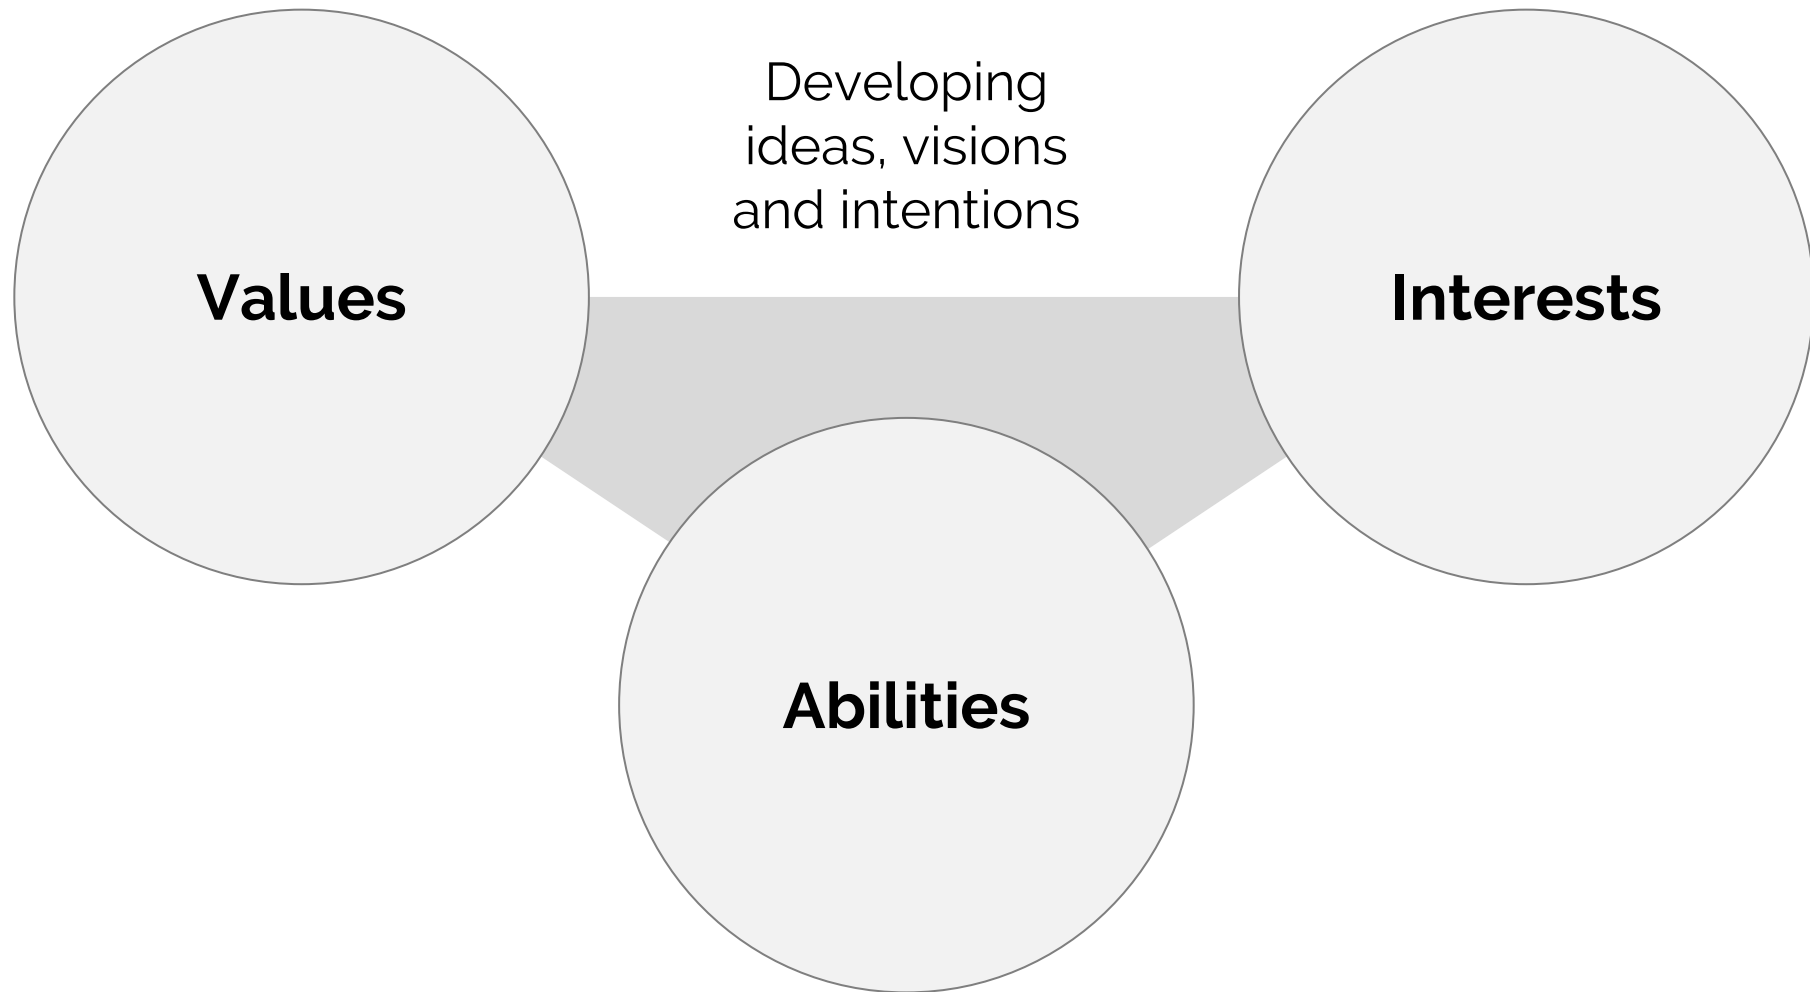 Developing
ideas, visions
and intentions
Values
Interests
Abilities